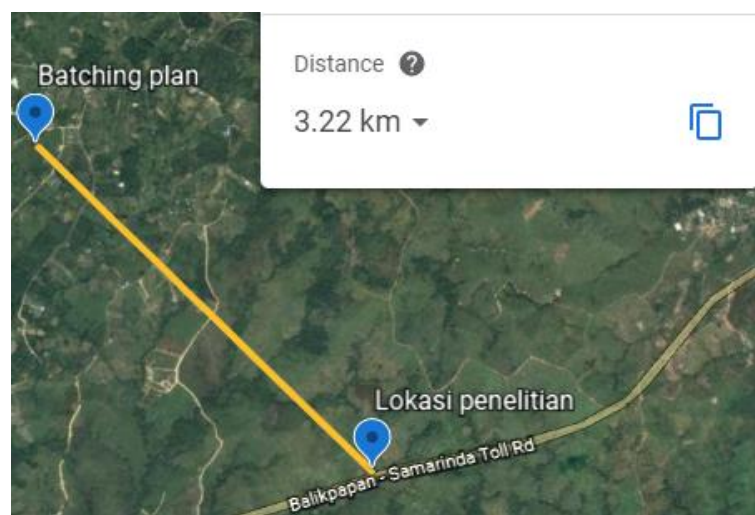 Distance ?
3.22 km
Batching plan
Lokasi penelitian
Balikpapan - Samarinda Toll Rd